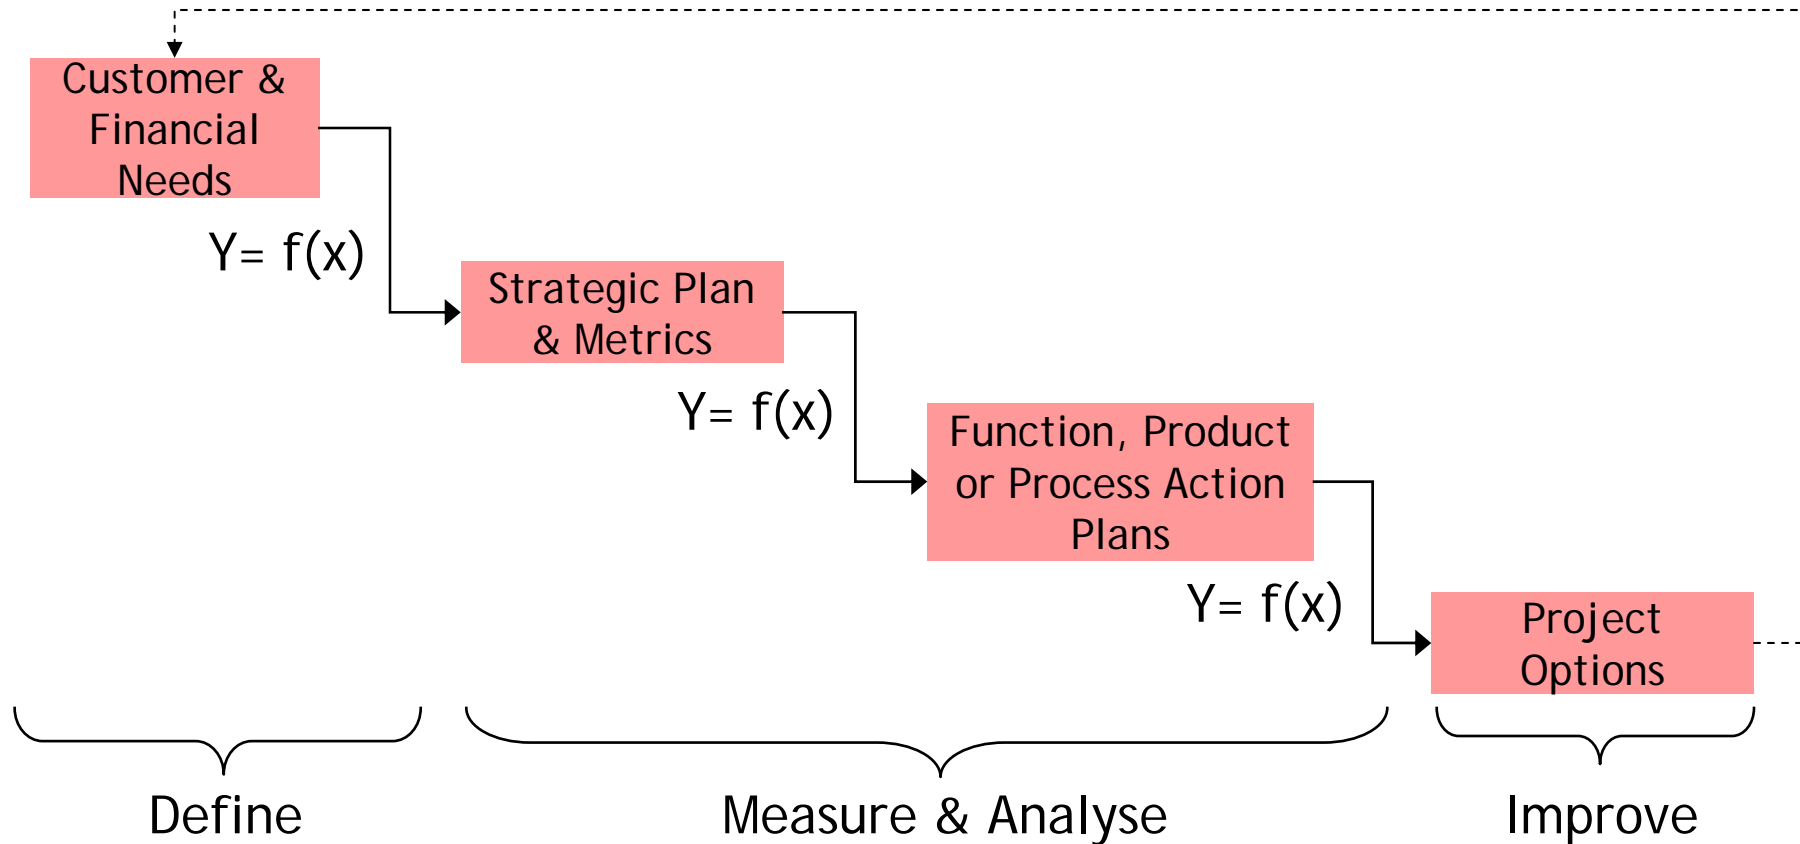 Customer &
Financial
Needs
Y= f(x)
Strategic Plan
& Metrics
Y= f(x)
Function, Product
or Process Action
Plans
Y= f(x)
Project
Options
Define
Measure & Analyse
Improve